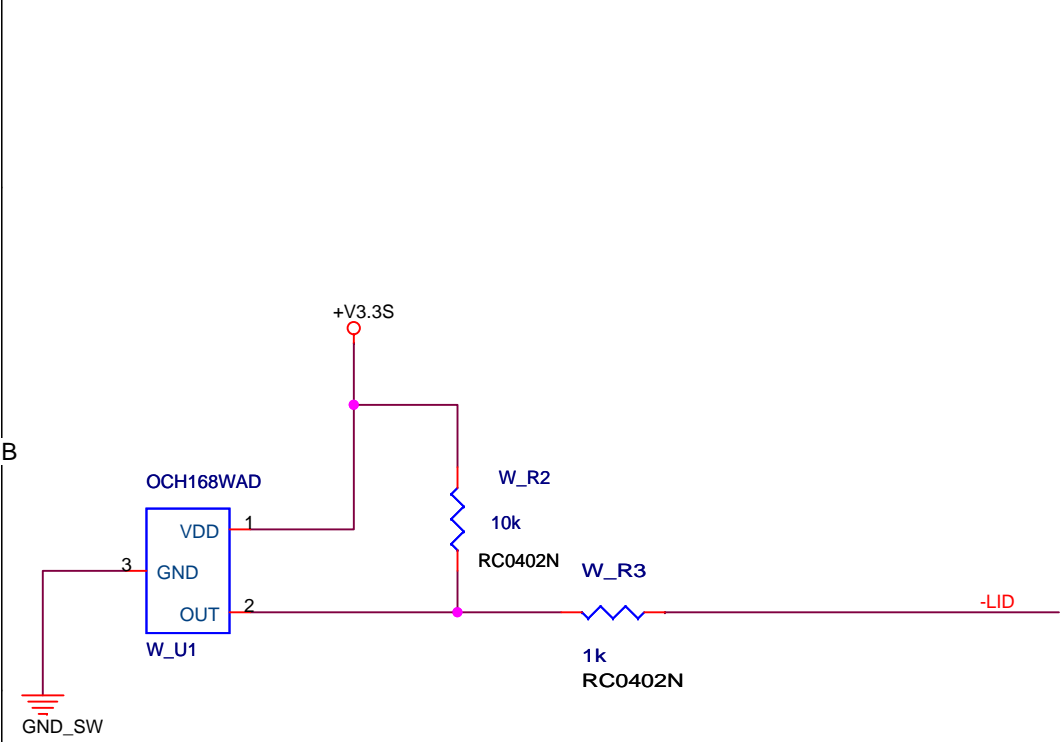 +V3.3S
B
OCH168WAD
W_R2
VDD
1
10k
3
GND
RC0402N
W_R3
-LID
OUT
2
W_U1
1k
RC0402N
GND_SW